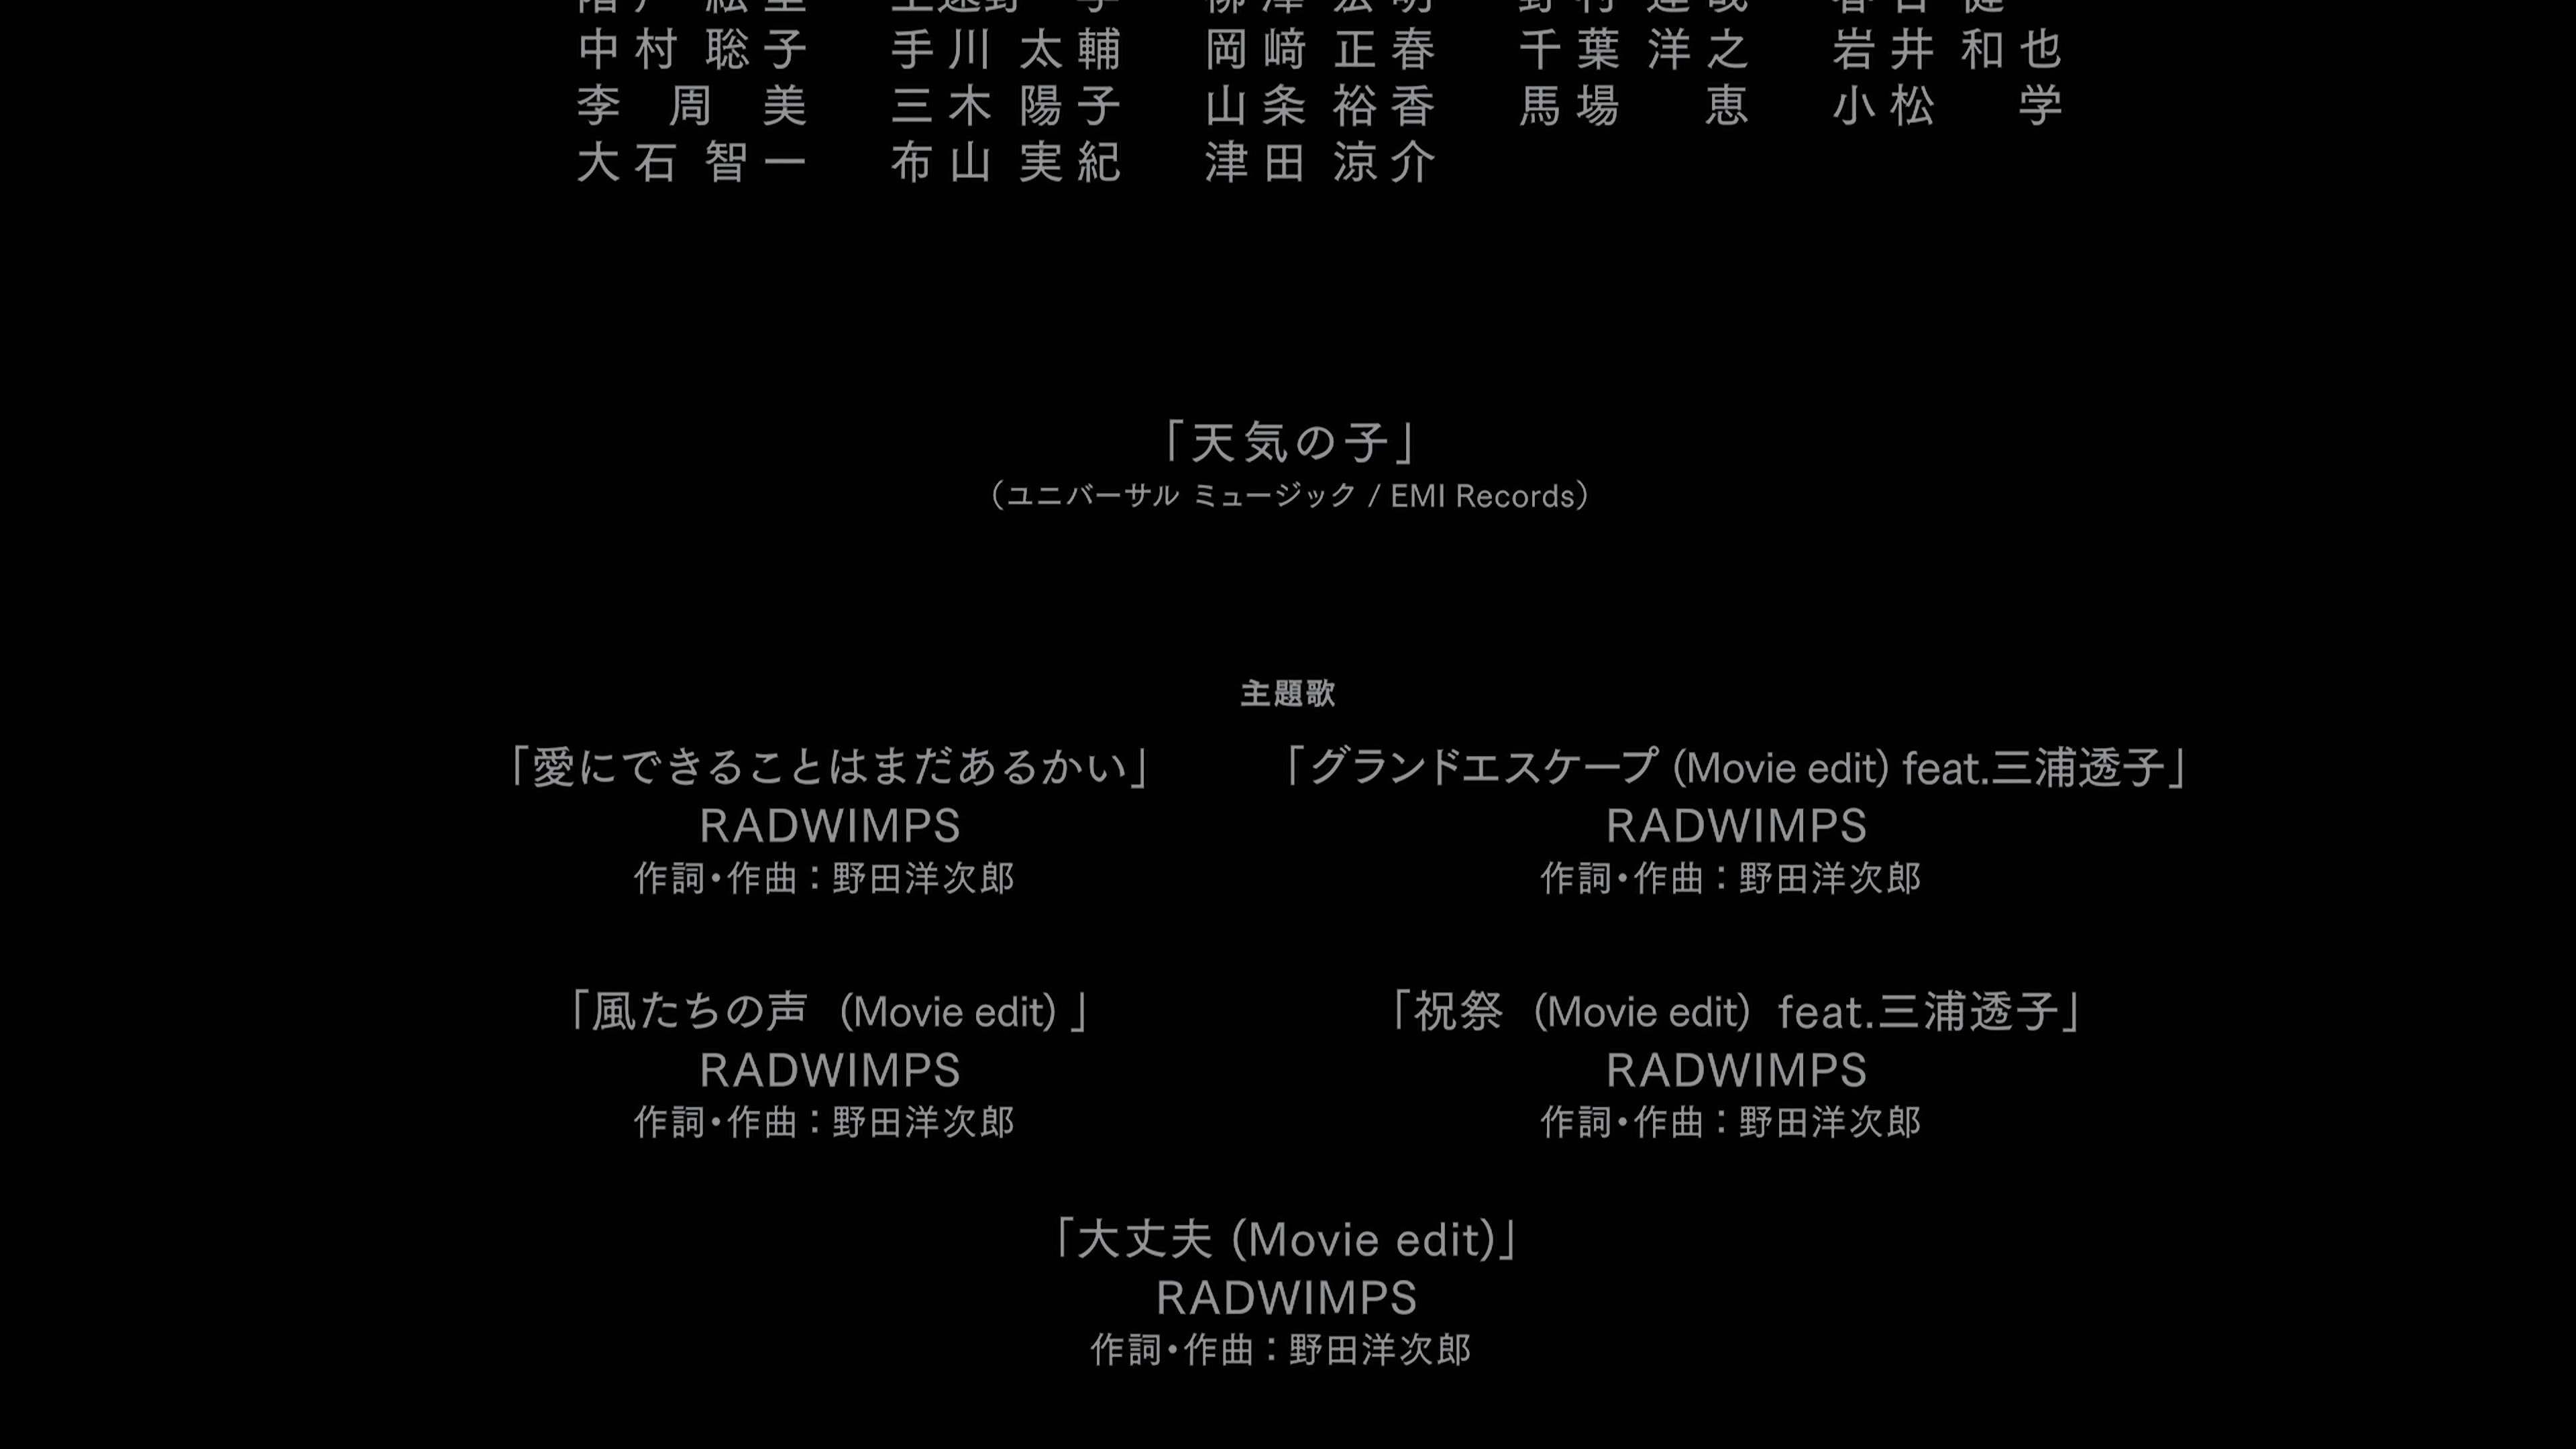 中村 聡子 手川 太輔 岡﨑 正春 千葉 洋之 岩井 和也
李 周 美 三木 陽子 山条 裕香 馬場 恵 小松 学
大石 智一 布山 実紀 津田 涼介
「天気の子」
（ユニバーサル ミュージック / EMI Records）
主題歌
「愛にできることはまだあるかい」 「グランドエスケープ (Movie edit) feat.三浦透子」
RADWIMPS RADWIMPS
作詞・作曲：野田洋次郎 作詞・作曲：野田洋次郎
「風たちの声 (Movie edit) 」 「祝祭 (Movie edit) feat.三浦透子」
RADWIMPS RADWIMPS
作詞・作曲：野田洋次郎 作詞・作曲：野田洋次郎
「大丈夫 (Movie edit)」
RADWIMPS
作詞・作曲：野田洋次郎